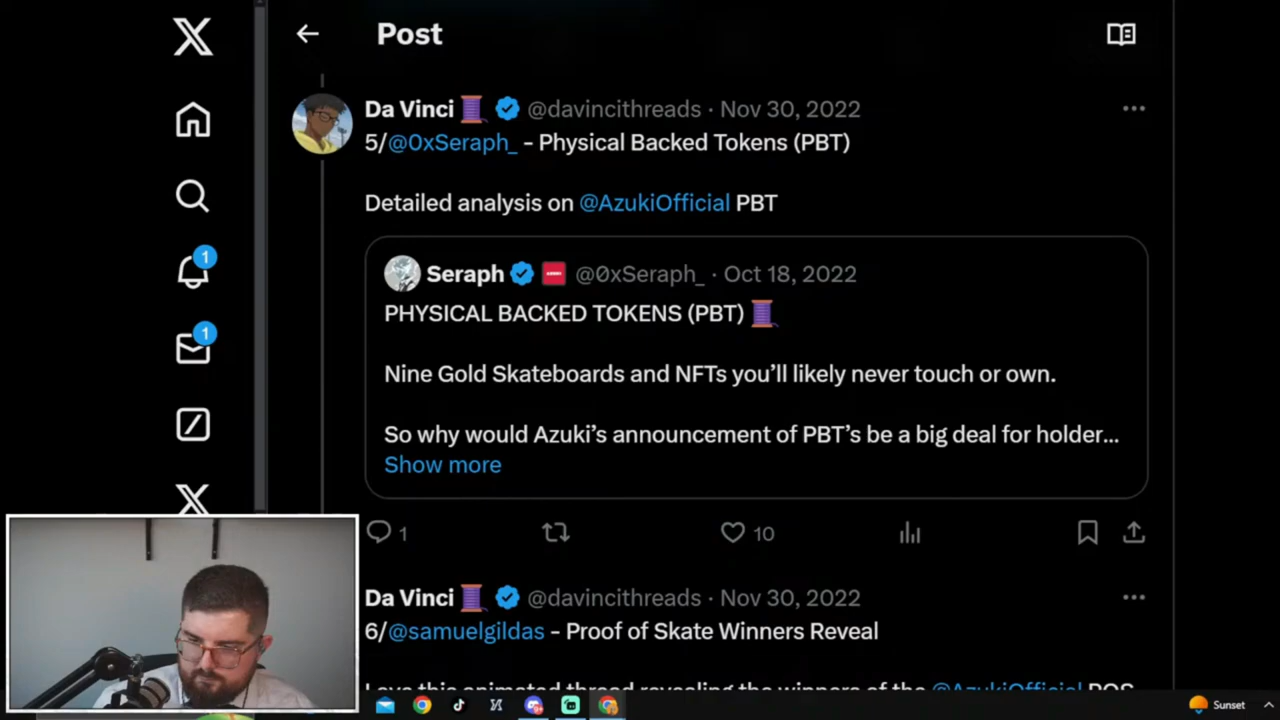 Post
Da Vinci 🧵 @davincithreads · Nov 30, 2022
5/@0xSeraph_ - Physical Backed Tokens (PBT)
Detailed analysis on @AzukiOfficial PBT
Seraph @0xSeraph_ · Oct 18, 2022
PHYSICAL BACKED TOKENS (PBT) 🧵
Nine Gold Skateboards and NFTs you’ll likely never touch or own.
So why would Azuki’s announcement of PBT’s be a big deal for holder...
Show more
1
10
1
1
Da Vinci 🧵 @davincithreads · Nov 30, 2022
6/@samuelgildas - Proof of Skate Winners Reveal
Love this animated thread revealing the winners of the @AzukiOfficial POS
Sunset